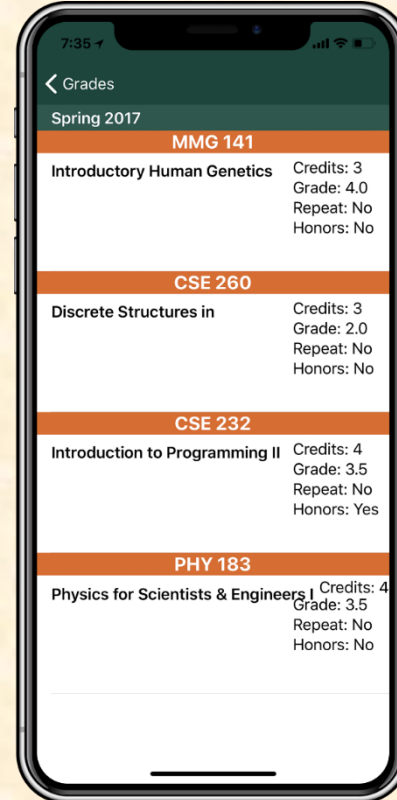 7:35
Grades
Spring 2017
MMG 141
Introductory Human Genetics
Credits: 3
Grade: 4.0
Repeat: No
Honors: No
CSE 260
Discrete Structures in
Credits: 3
Grade: 2.0
Repeat: No
Honors: No
CSE 232
Introduction to Programming II
Credits: 4
Grade: 3.5
Repeat: No
Honors: Yes
PHY 183
Physics for Scientists & Engineers I
Credits: 4
Grade: 3.5
Repeat: No
Honors: No